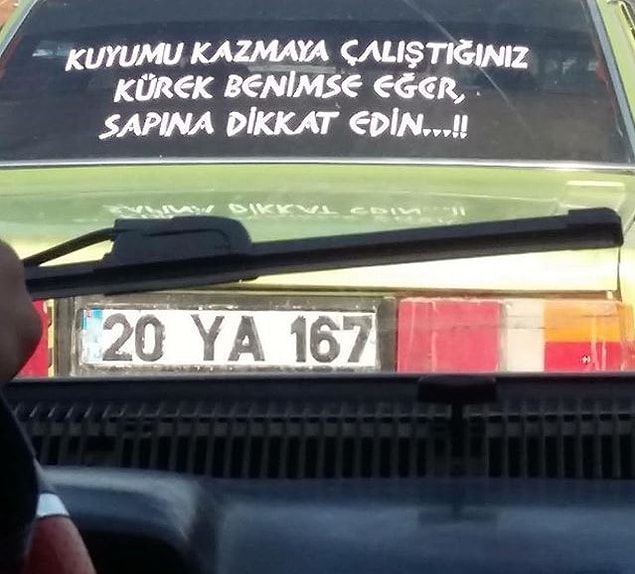 KUYUMU KAZMAYA ÇALIŞTIĞINIZ
KÜREK BENİMSE EĞER,
SAPINA DİKKAT EDİN...!!
20 YA 167